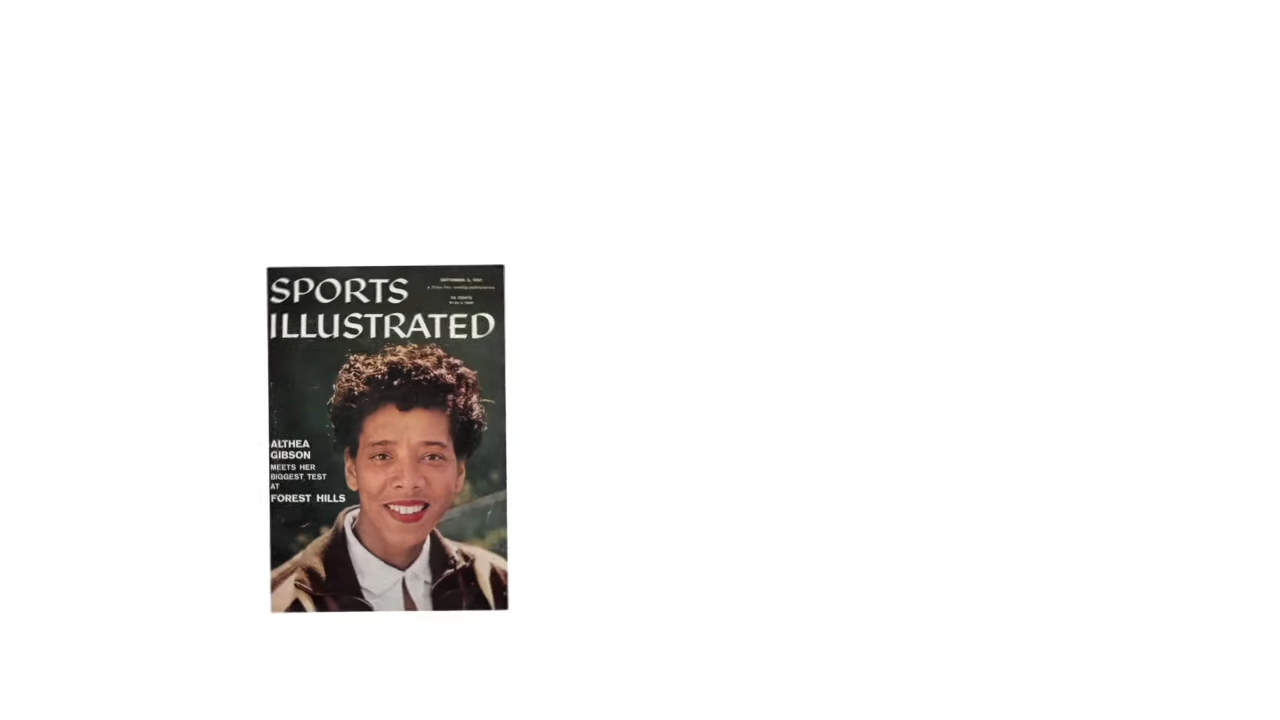 SPORTS
ILLUSTRATED
ALTHEA
GIBSON
MEETS HER
BIGGEST TEST
AT
FOREST HILLS